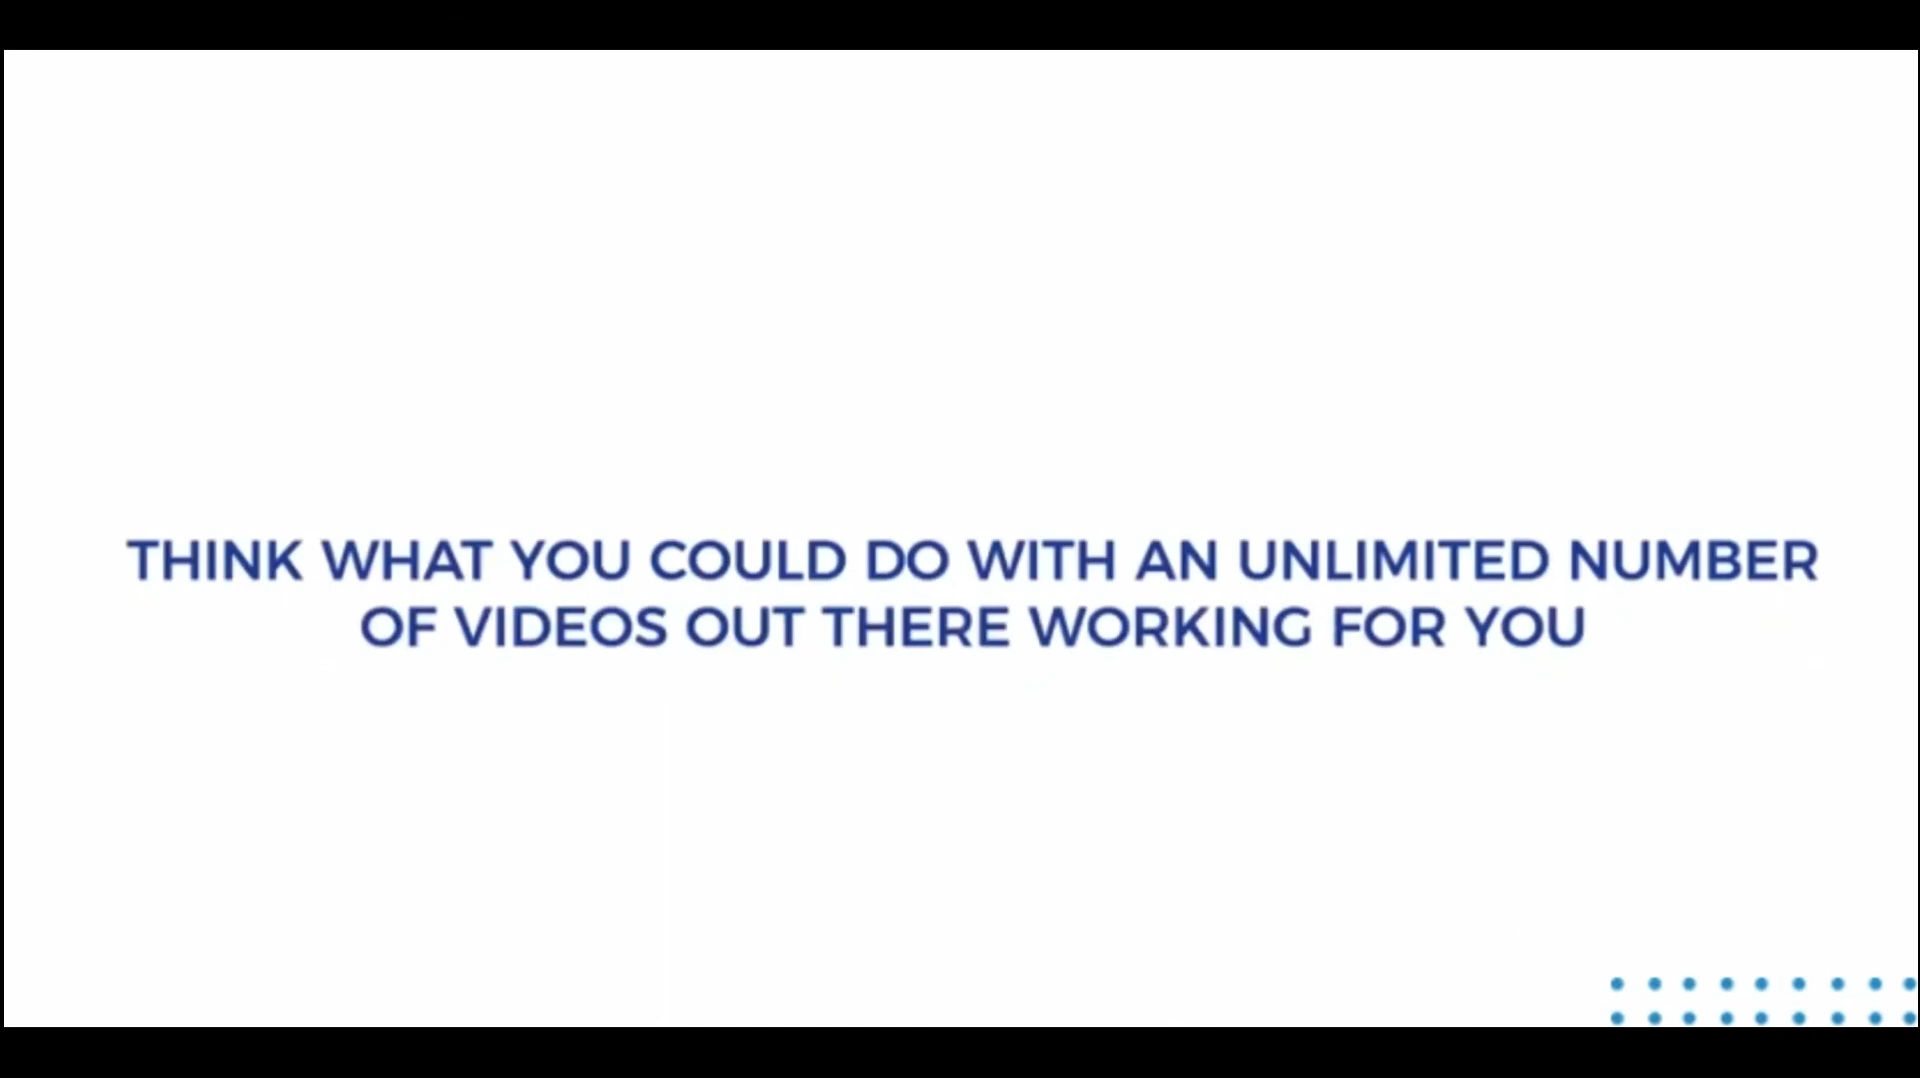 THINK WHAT YOU COULD DO WITH AN UNLIMITED NUMBER
OF VIDEOS OUT THERE WORKING FOR YOU